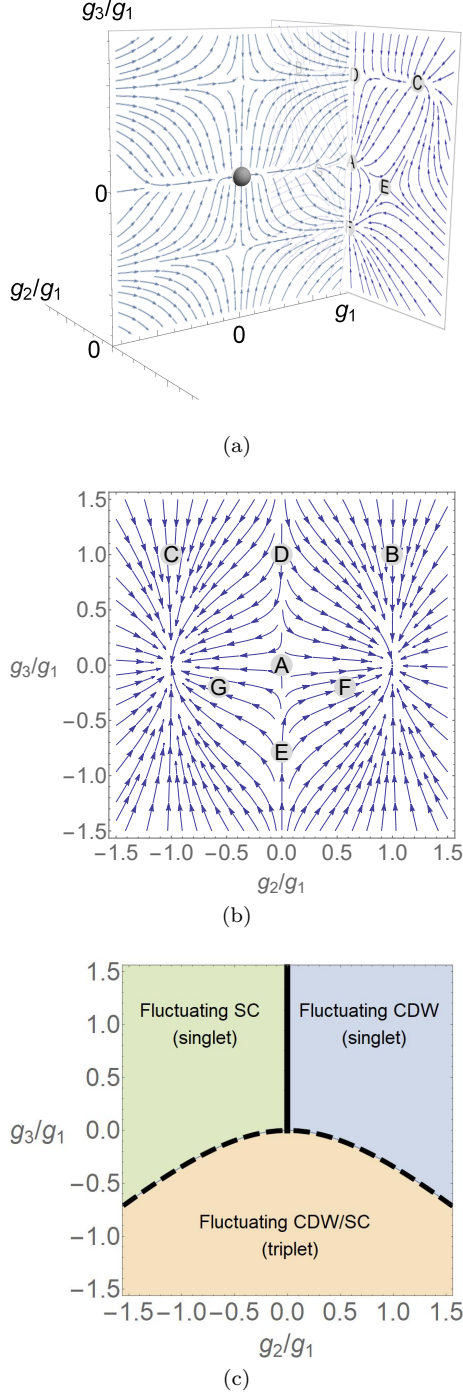 g3/g1
D
C
A
E
0
g2/g1
g1
0
0
(a)
1.5
C
D
B
1.0
0.5
g3/g1
0.0
A
G
F
−0.5
E
−1.0
−1.5
−1.5 −1.0 −0.5 0.0 0.5 1.0 1.5
g2/g1
(b)
1.5
Fluctuating SC
(singlet)
Fluctuating CDW
(singlet)
1.0
0.5
g3/g1
0.0
−0.5
Fluctuating CDW/SC
(triplet)
−1.0
−1.5
−1.5 −1.0 −0.5 0.0 0.5 1.0 1.5
g2/g1
(c)